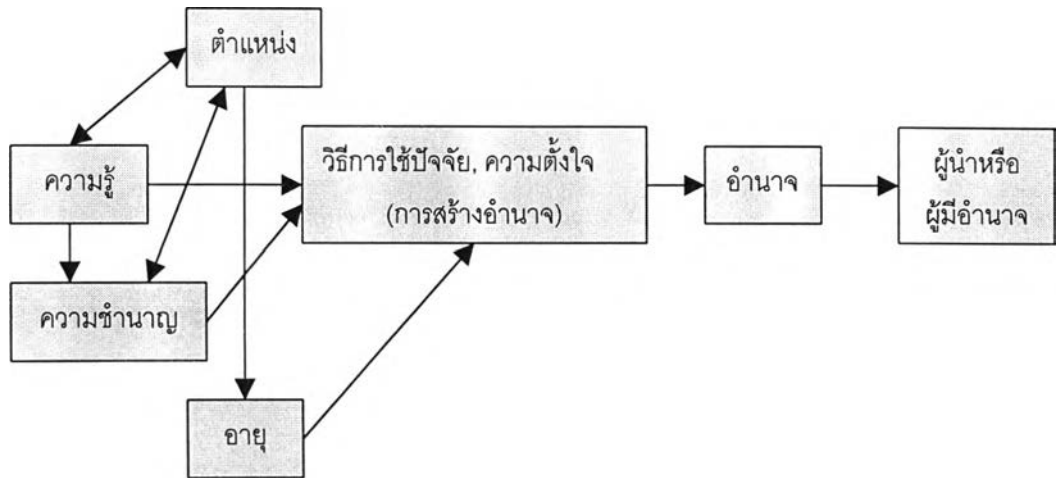 ตำแหน่ง
ความรู้
วิธีการใช้ปัจจัย, ความตั้งใจ
(การสร้างอำนาจ)
อำนาจ
ผู้นำหรือ
ผู้มีอำนาจ
ความชำนาญ
อายุ